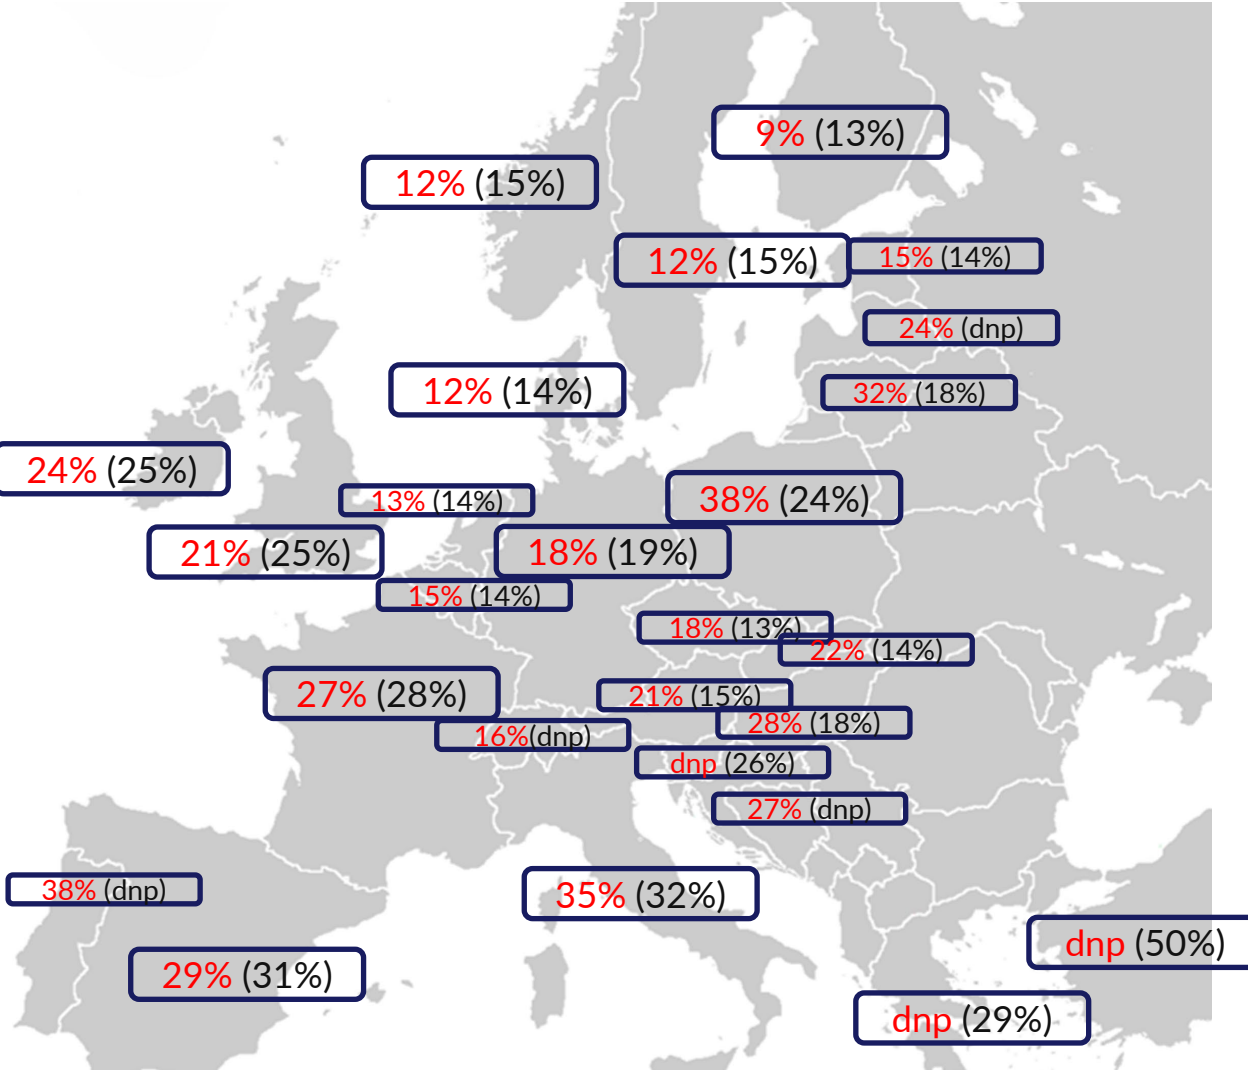 9% (13%)
12% (15%)
12% (15%)
15% (14%)
24% (dnp)
12% (14%)
32% (18%)
24% (25%)
13% (14%)
38% (24%)
21% (25%)
18% (19%)
15% (14%)
18% (13%)
22% (14%)
27% (28%)
21% (15%)
28% (18%)
16%(dnp)
dnp (26%)
27% (dnp)
38% (dnp)
35% (32%)
dnp (50%)
29% (31%)
dnp (29%)